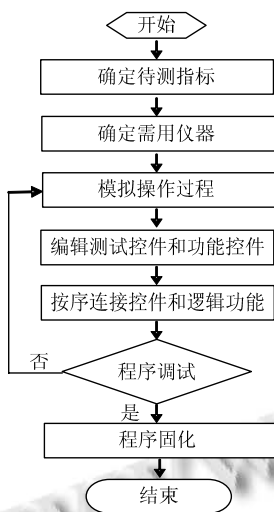 开始
确定待测指标
确定需用仪器
模拟操作过程
编辑测试控件和功能控件
按序连接控件和逻辑功能
程序调试
否
是
程序固化
结束